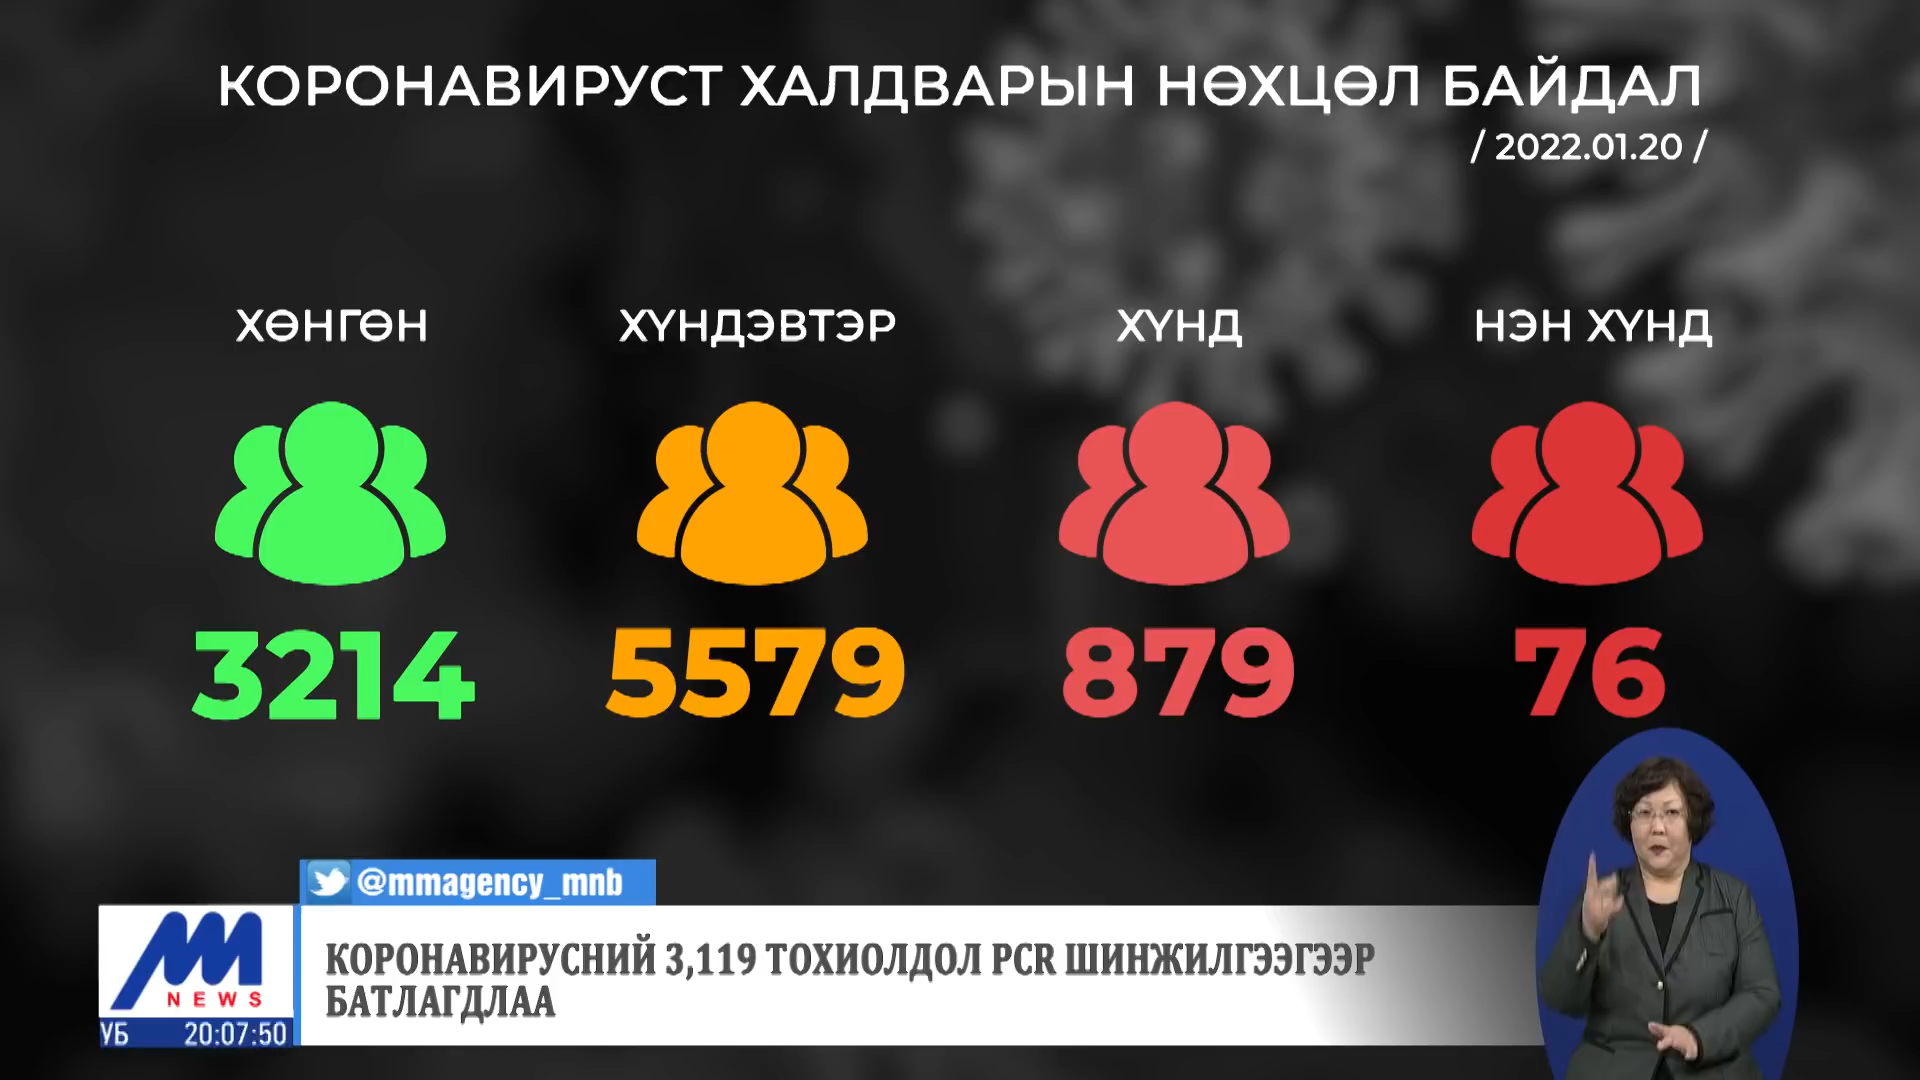 КОРОНАВИРУСТ ХАЛДВАРЫН НӨХЦӨЛ БАЙДАЛ
/ 2022.01.20 /
ХӨНГӨН ХҮНДЭВТЭР ХҮНД НЭН ХҮНД
3214 5579 879 76
@mmagency_mnb
КОРОНАВИРУСНИЙ 3,119 ТОХИОЛДОЛ PCR ШИНЖИЛГЭЭГЭЭР
БАТЛАГДЛАА
MM
NEWS
УБ 20:07:50